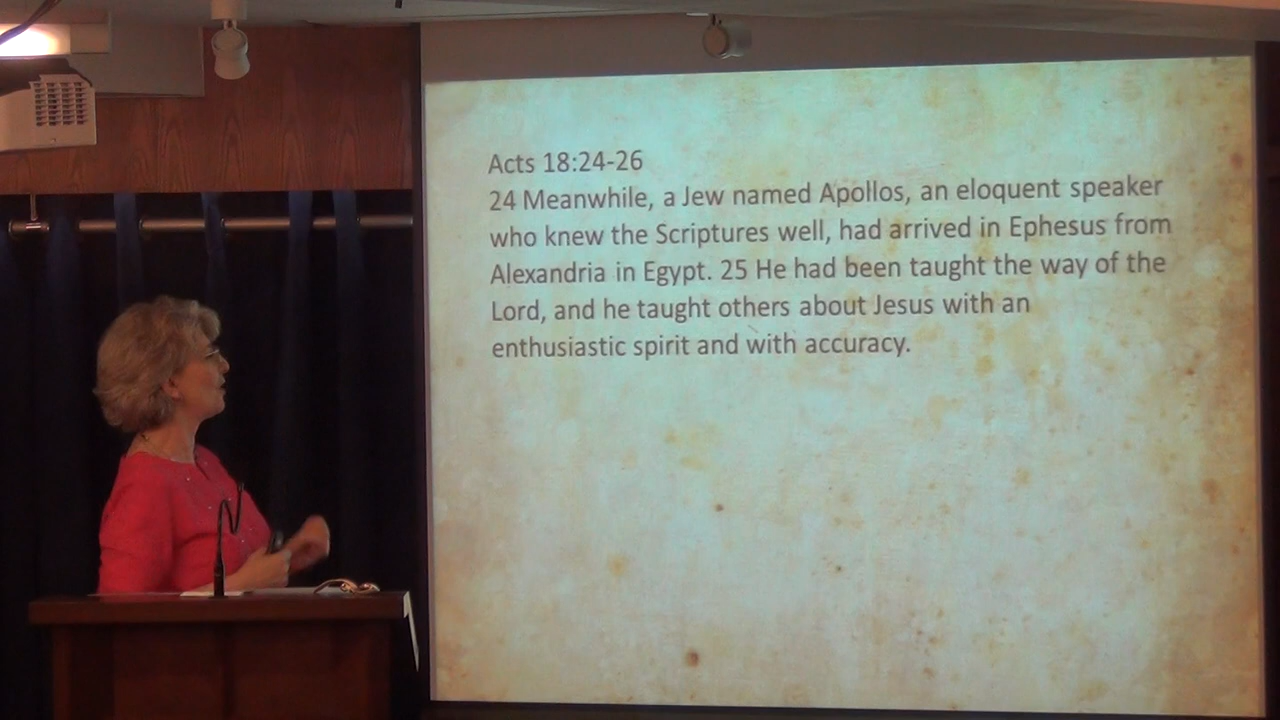 Acts 18:24-26
24 Meanwhile, a Jew named Apollos, an eloquent speaker
who knew the Scriptures well, had arrived in Ephesus from
Alexandria in Egypt. 25 He had been taught the way of the
Lord, and he taught others about Jesus with an
enthusiastic spirit and with accuracy.